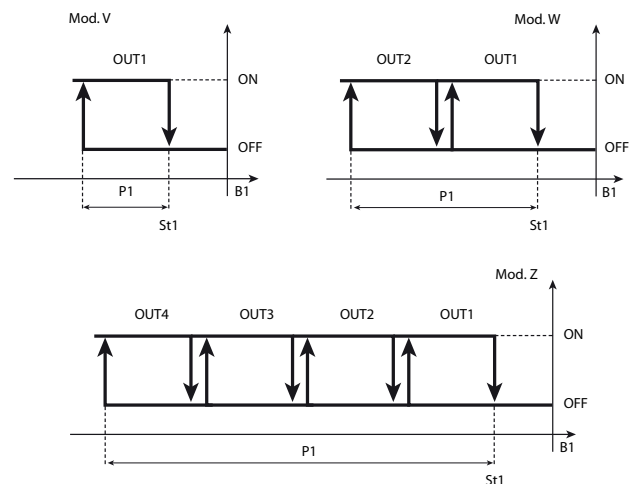 Mod. V
OUT1
ON
OFF
P1
B1
St1
Mod. W
OUT2 OUT1
ON
OFF
P1
B1
St1
Mod. Z
OUT4 OUT3 OUT2 OUT1
ON
OFF
P1
B1
St1